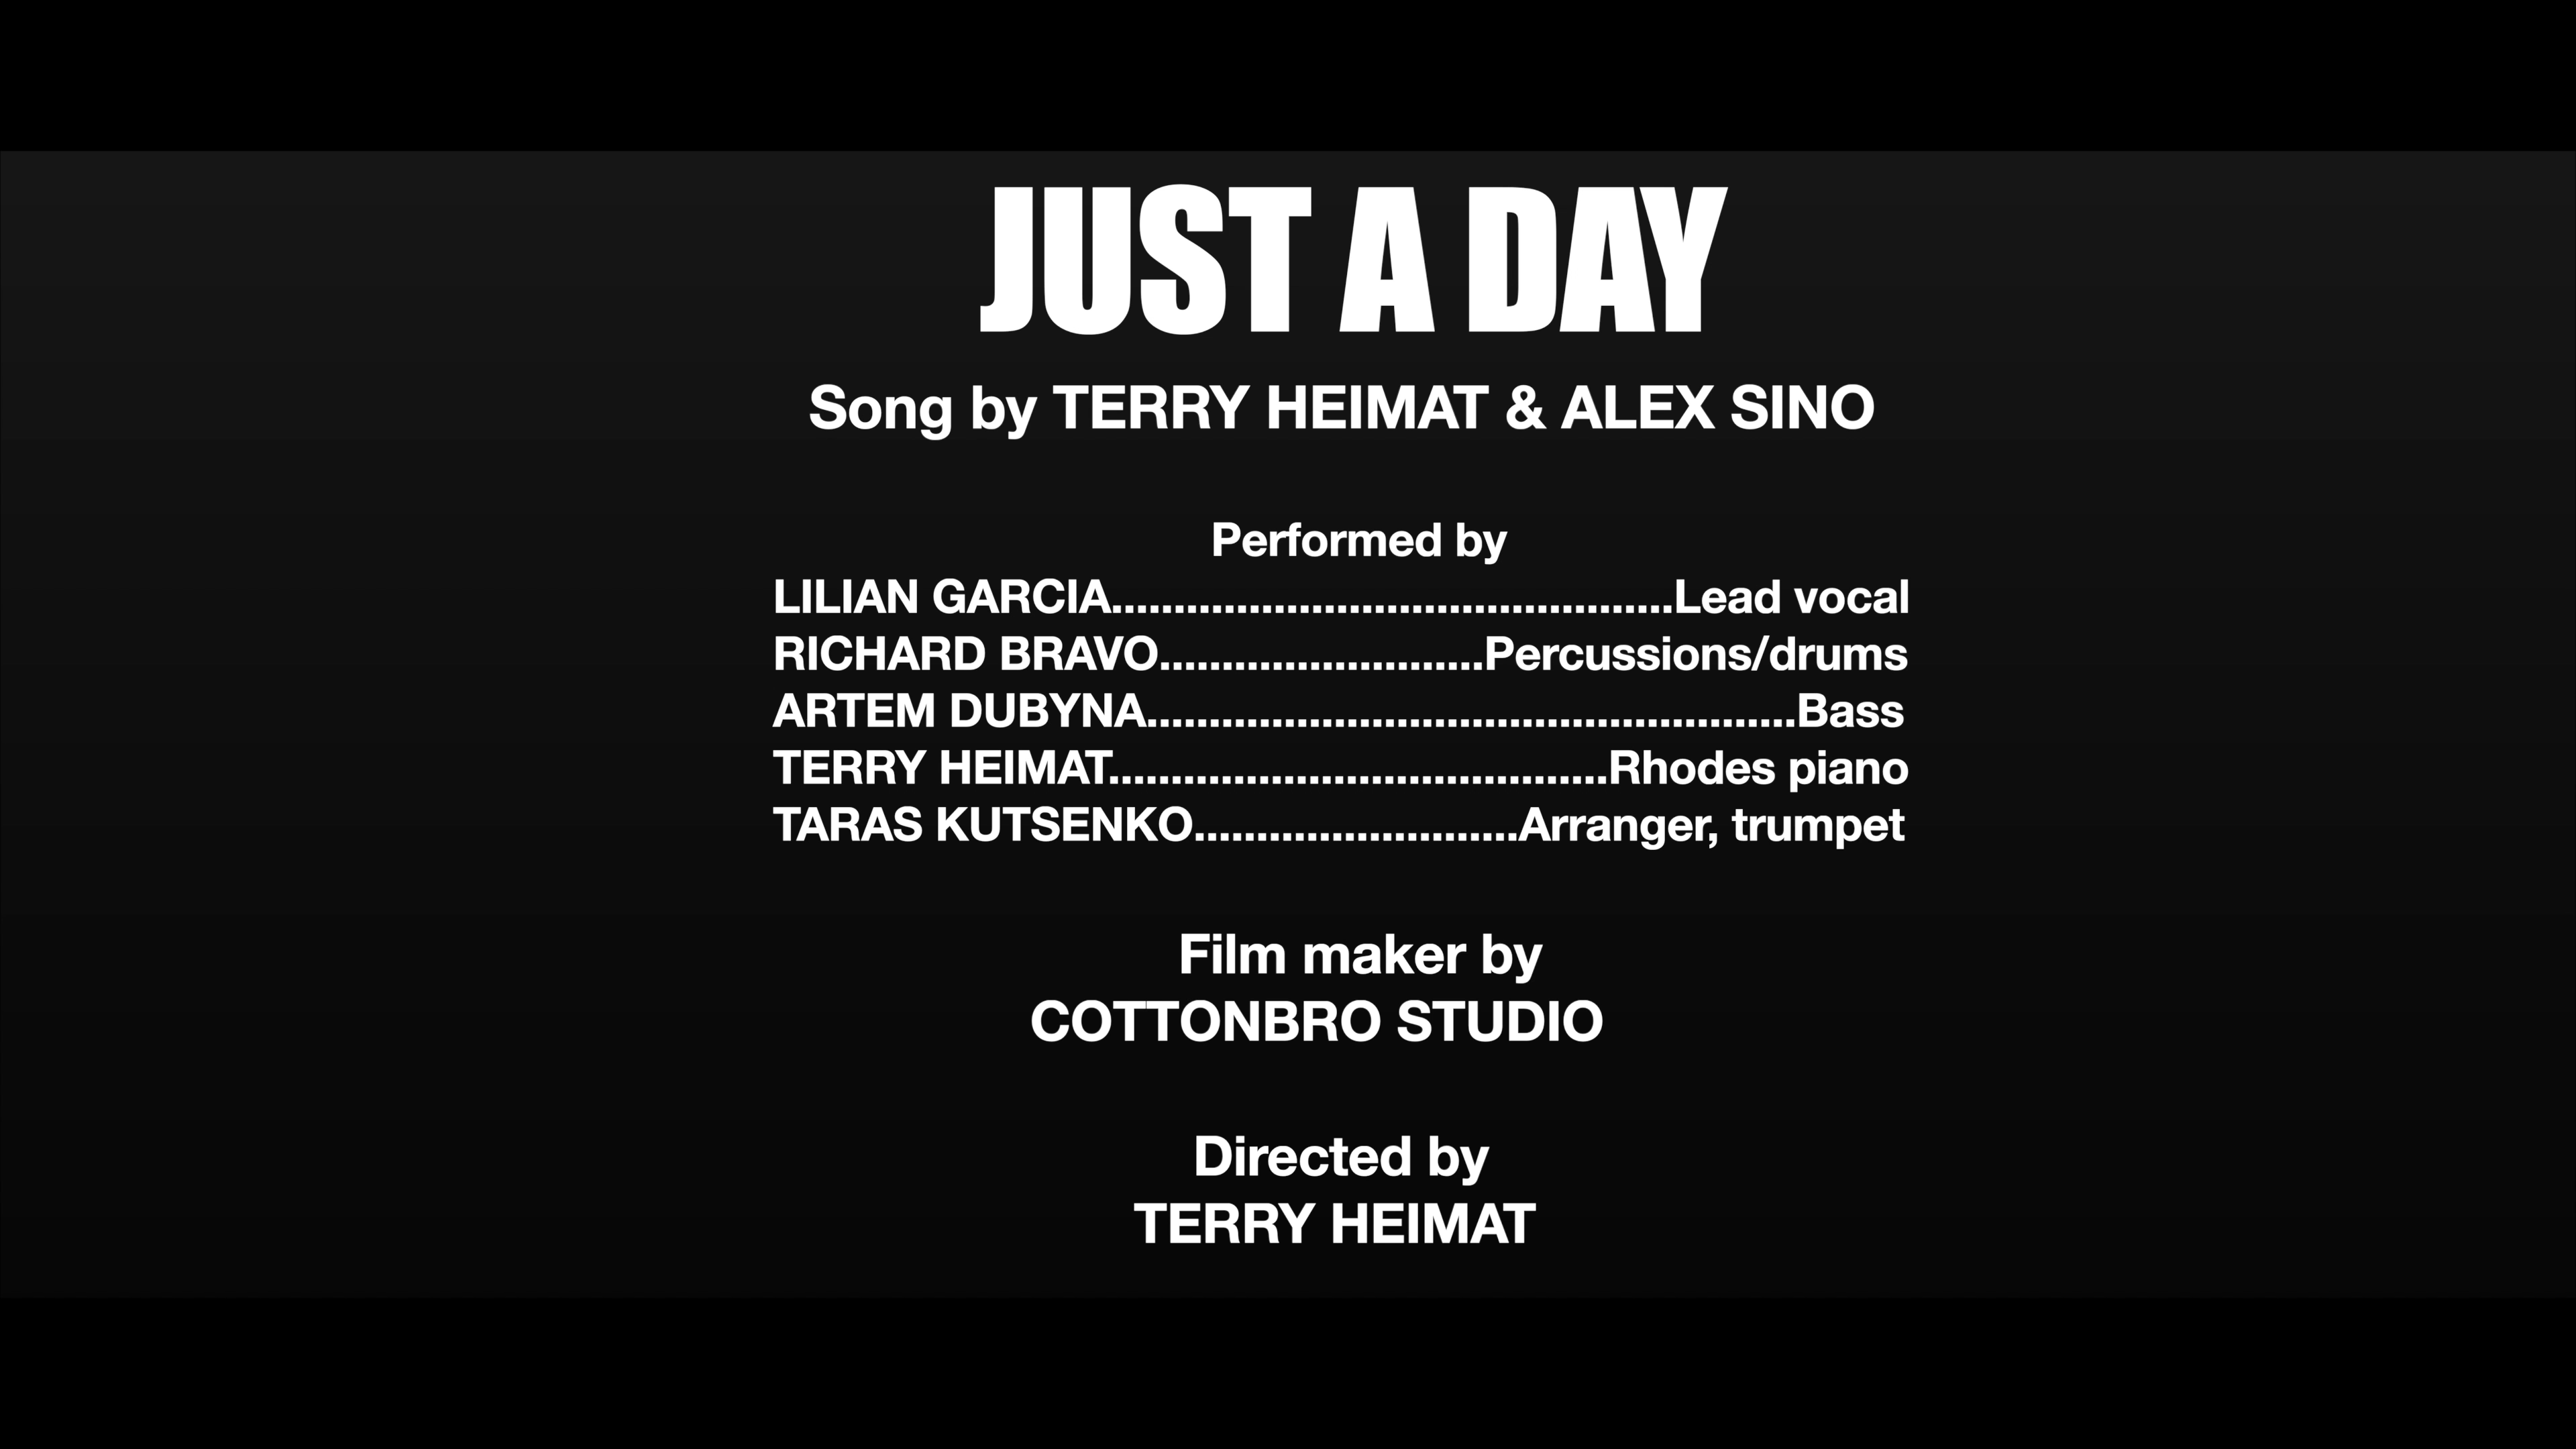 JUST A DAY
Song by TERRY HEIMAT & ALEX SINO
Performed by
LILIAN GARCIA.............................................Lead vocal
RICHARD BRAVO..........................Percussions/drums
ARTEM DUBYNA....................................................Bass
TERRY HEIMAT........................................Rhodes piano
TARAS KUTSENKO..........................Arranger, trumpet
Film maker by
COTTONBRO STUDIO
Directed by
TERRY HEIMAT